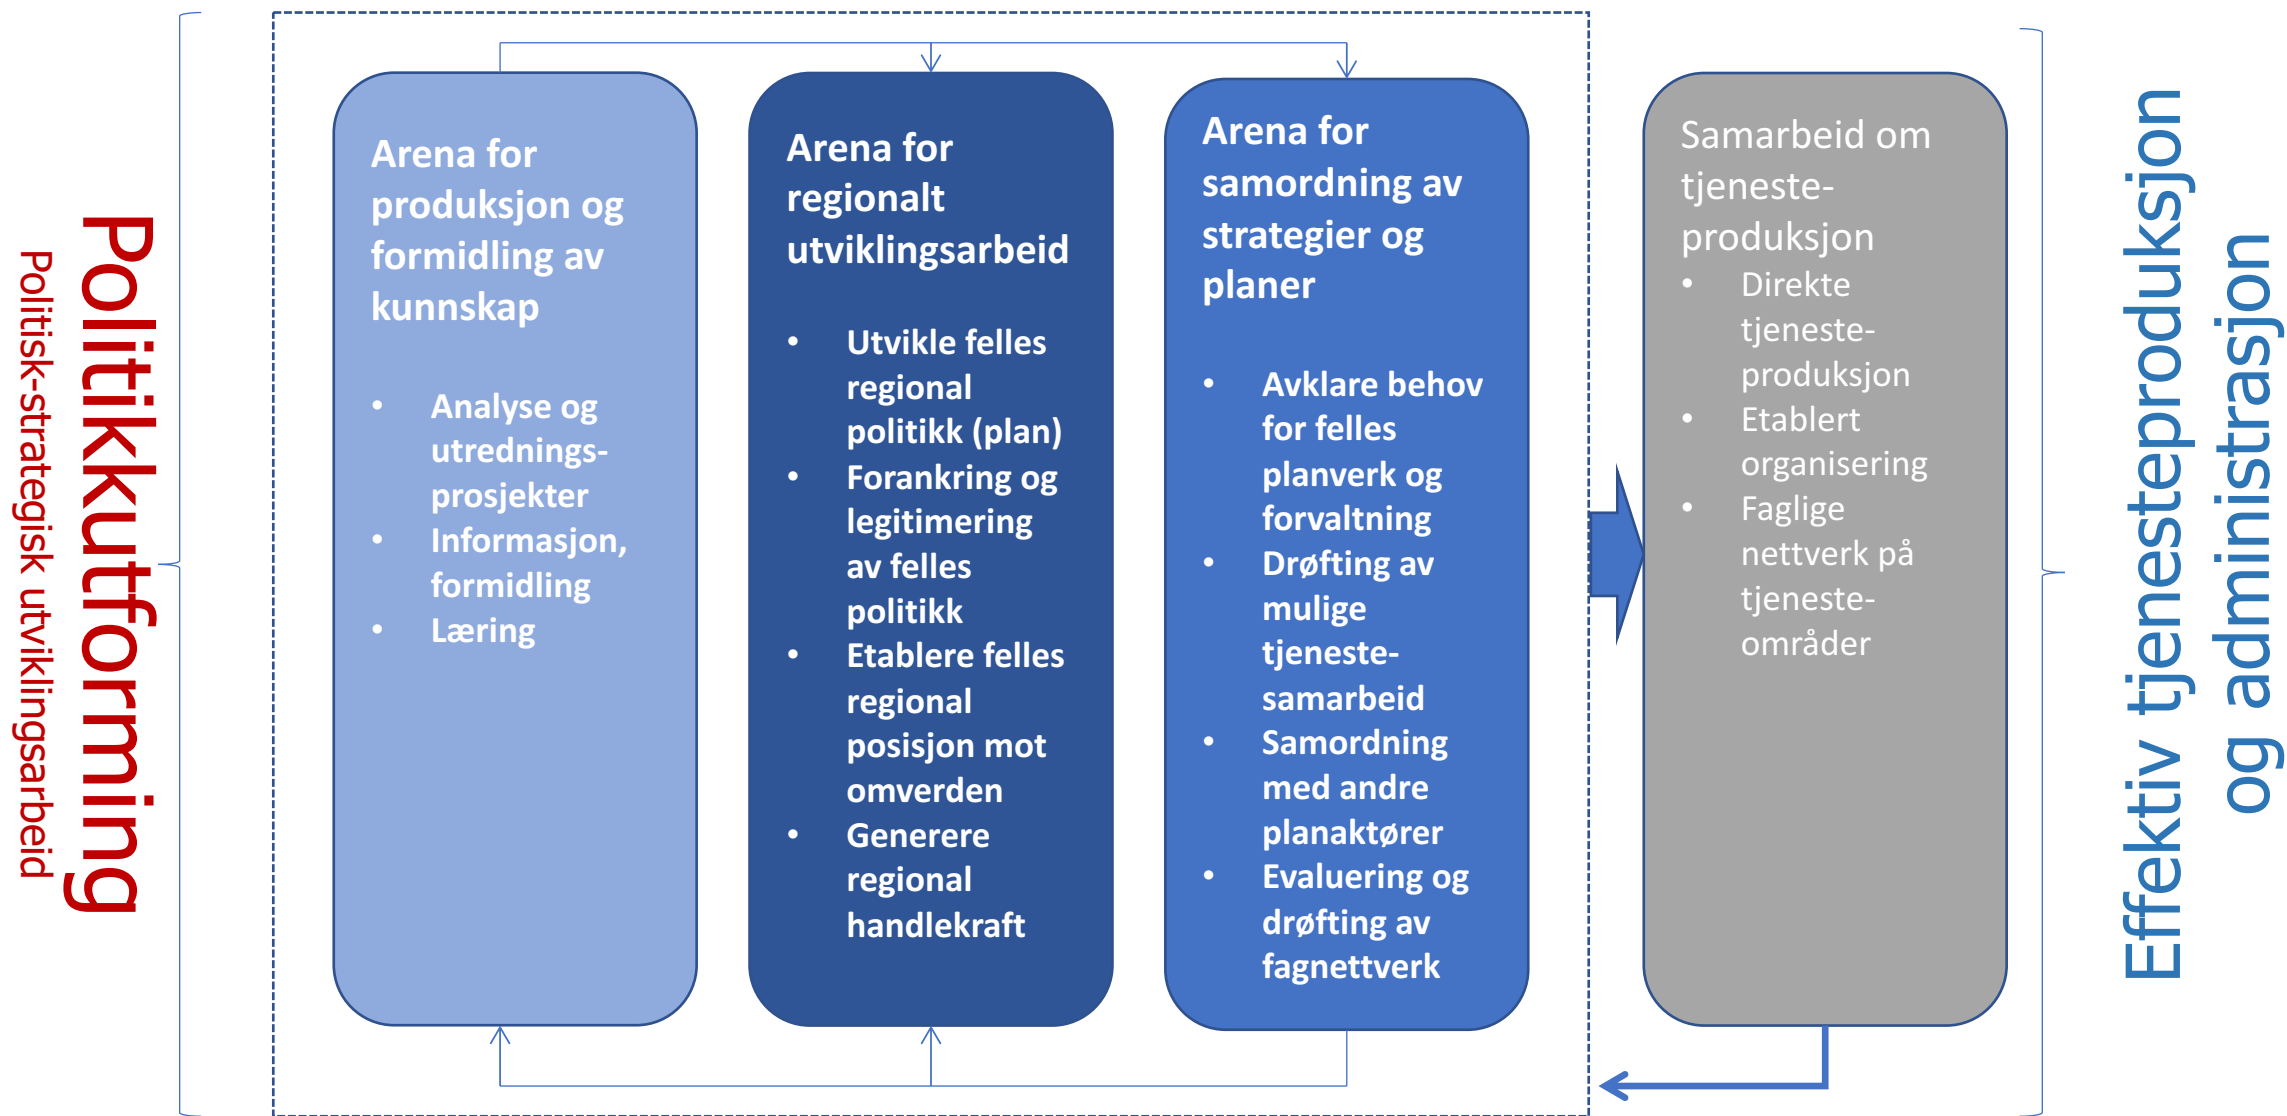 Politikkutforming
Politisk-strategisk utviklingsarbeid
Arena for
produksjon og
formidling av
kunnskap
• Analyse og
utrednings-
prosjekter
• Informasjon,
formidling
• Læring
Arena for
regionalt
utviklingsarbeid
• Utvikle felles
regional
politikk (plan)
• Forankring og
legitimering
av felles
politikk
• Etablere felles
regional
posisjon mot
omverden
• Generere
regional
handlekraft
Arena for
samordning av
strategier og
planer
• Avklare behov
for felles
planverk og
forvaltning
• Drøfting av
mulige
tjeneste-
samarbeid
• Samordning
med andre
planaktører
• Evaluering og
drøfting av
fagnettverk
Samarbeid om
tjeneste-
produksjon
• Direkte
tjeneste-
produksjon
• Etablert
organisering
• Faglige
nettverk på
tjeneste-
områder
Effektiv tjenesteproduksjon
og administrasjon